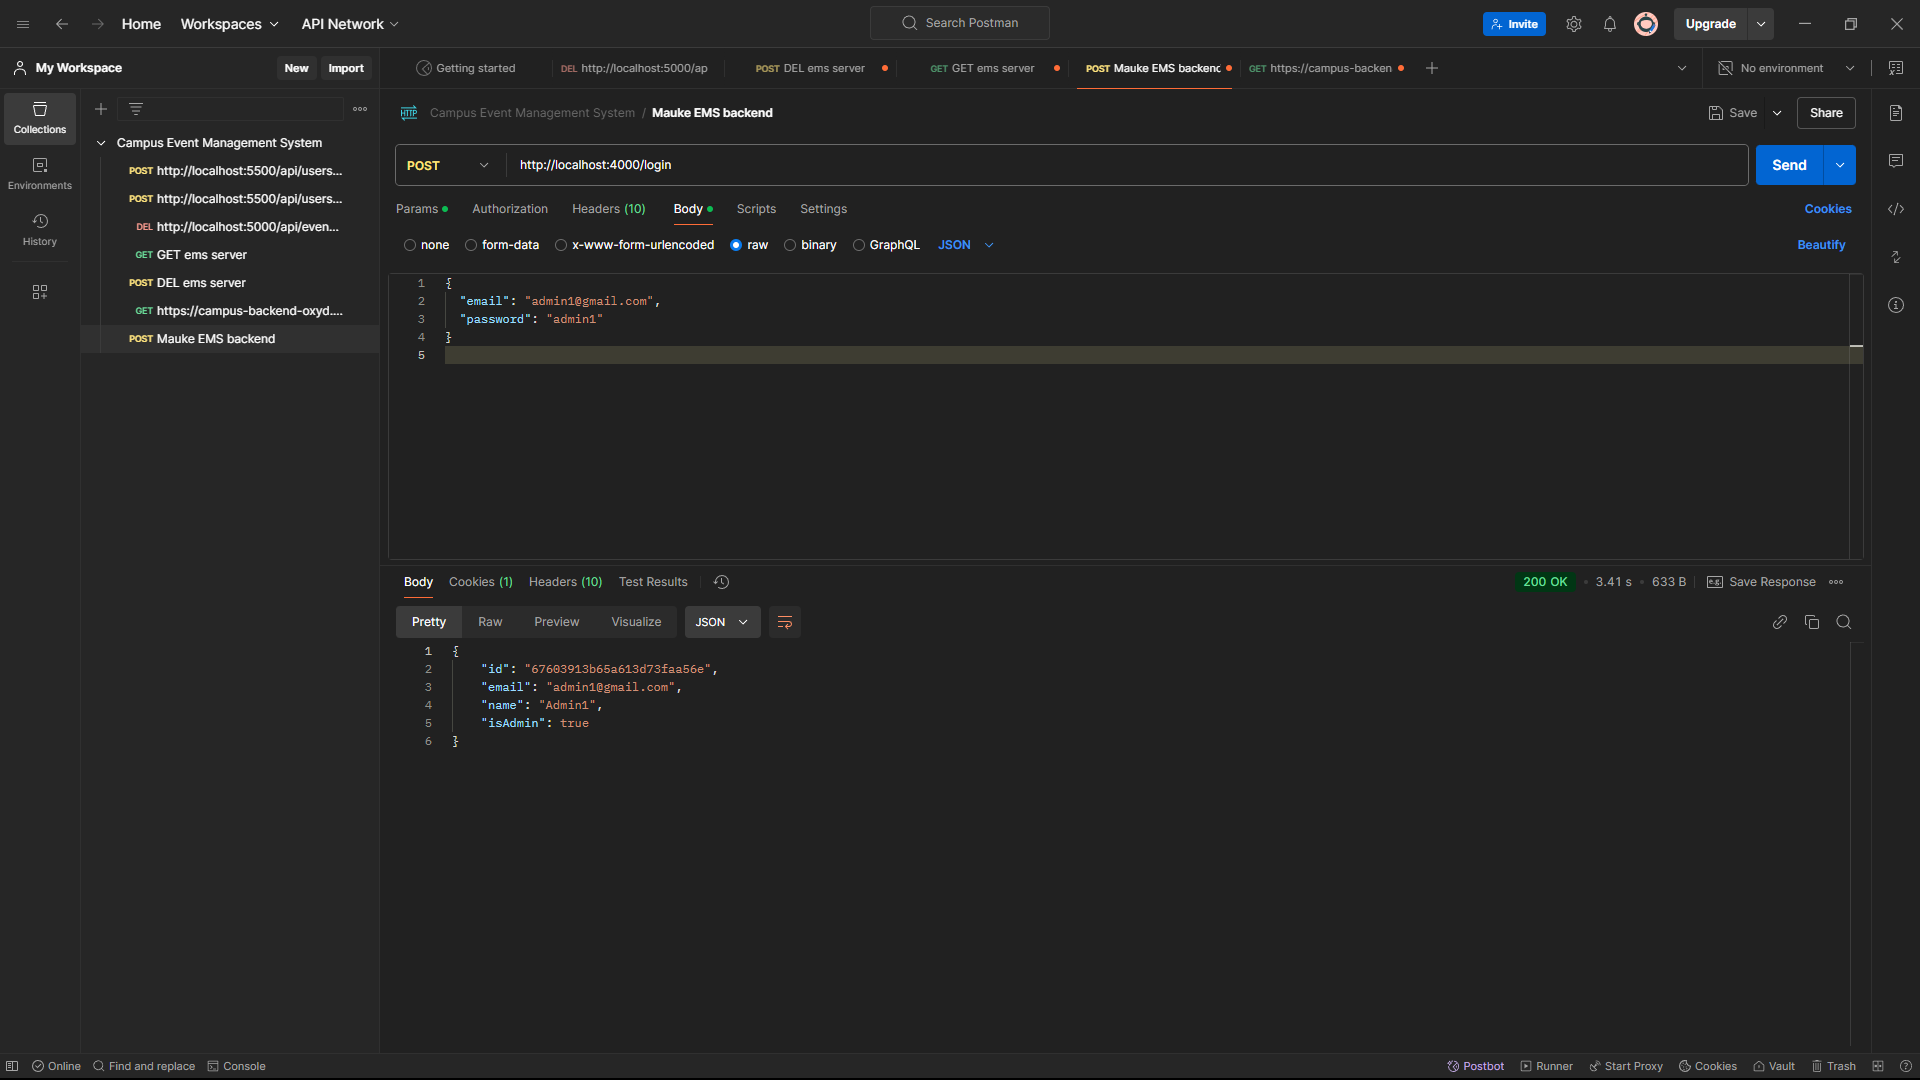 Home Workspaces API Network Search Postman Invite Upgrade
My Workspace New Import Getting started DEL http://localhost:5000/ap POST DEL ems server GET GET ems server POST Mauke EMS backend GET https://campus-backen No environment
Collections
Environments
History
Campus Event Management System
POST http://localhost:5500/api/users...
POST http://localhost:5500/api/users...
DEL http://localhost:5000/api/even...
GET GET ems server
POST DEL ems server
GET https://campus-backend-oxyd....
POST Mauke EMS backend
HTTP Campus Event Management System / Mauke EMS backend Save Share
POST http://localhost:4000/login Send
Params Authorization Headers (10) Body Scripts Settings Cookies
none form-data x-www-form-urlencoded raw binary GraphQL JSON Beautify
1 {
2 "email": "admin1@gmail.com",
3 "password": "admin1"
4 }
5
Body Cookies (1) Headers (10) Test Results 200 OK 3.41 s 633 B e.g. Save Response
Pretty Raw Preview Visualize JSON
1 {
2 "id": "67603913b65a613d73faa56e",
3 "email": "admin1@gmail.com",
4 "name": "Admin1",
5 "isAdmin": true
6 }
Online Find and replace Console Postbot Runner Start Proxy Cookies Vault Trash